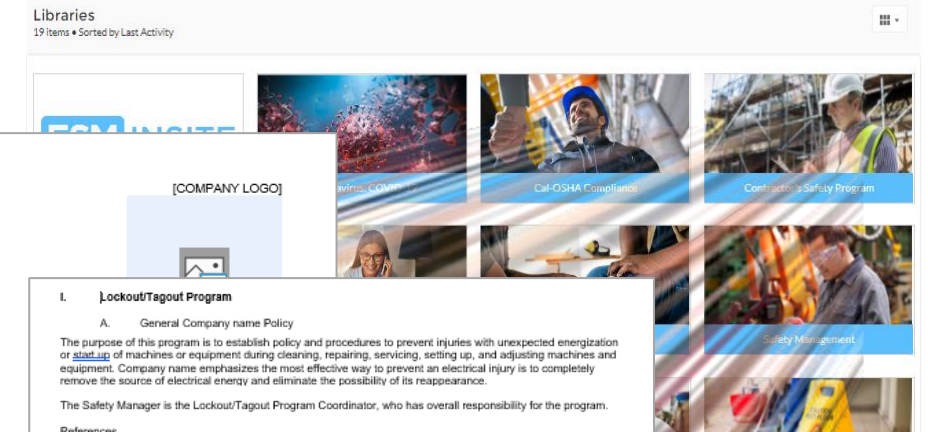 Libraries
19 items • Sorted by Last Activity
ESM INSITE
COVID-
Cal-OSHA Compliance
Contractor's Safety Program
[COMPANY LOGO]
Safety Management
I. Lockout/Tagout Program
A. General Company name Policy
The purpose of this program is to establish policy and procedures to prevent injuries with unexpected energization
or start-up of machines or equipment during cleaning, repairing, servicing, setting up, and adjusting machines and
equipment. Company name emphasizes the most effective way to prevent an electrical injury is to completely
remove the source of electrical energy and eliminate the possibility of its reappearance.
The Safety Manager is the Lockout/Tagout Program Coordinator, who has overall responsibility for the program.
References